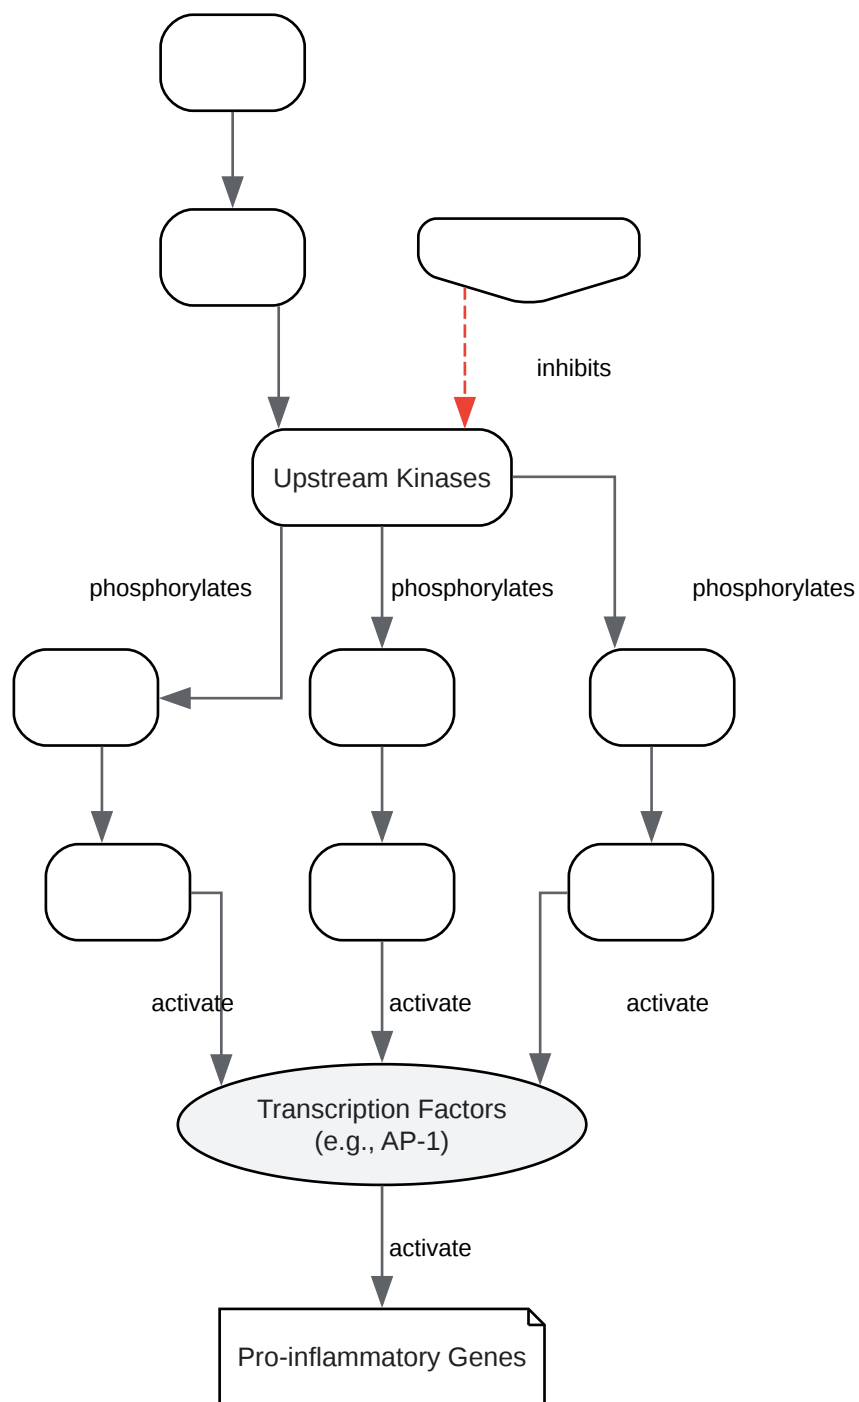 inhibits
Upstream Kinases
phosphorylates
phosphorylates
phosphorylates
activate
activate
activate
Transcription Factors
(e.g., AP-1)
activate
Pro-inflammatory Genes